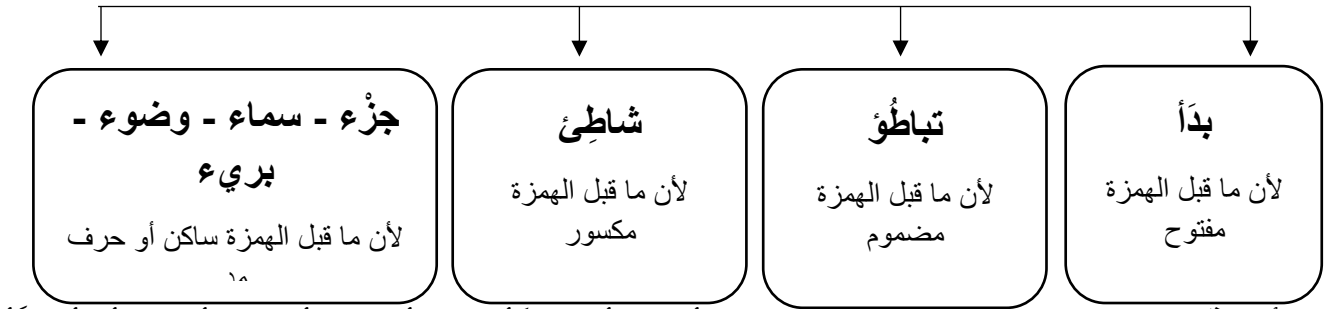 بدَأ
لأن ما قبل الهمزة
مفتوح
تباطُؤ
لأن ما قبل الهمزة
مضموم
شاطِئ
لأن ما قبل الهمزة
مكسور
جزْء - سماء - وضوء -
بريء
لأن ما قبل الهمزة ساكن أو حرف